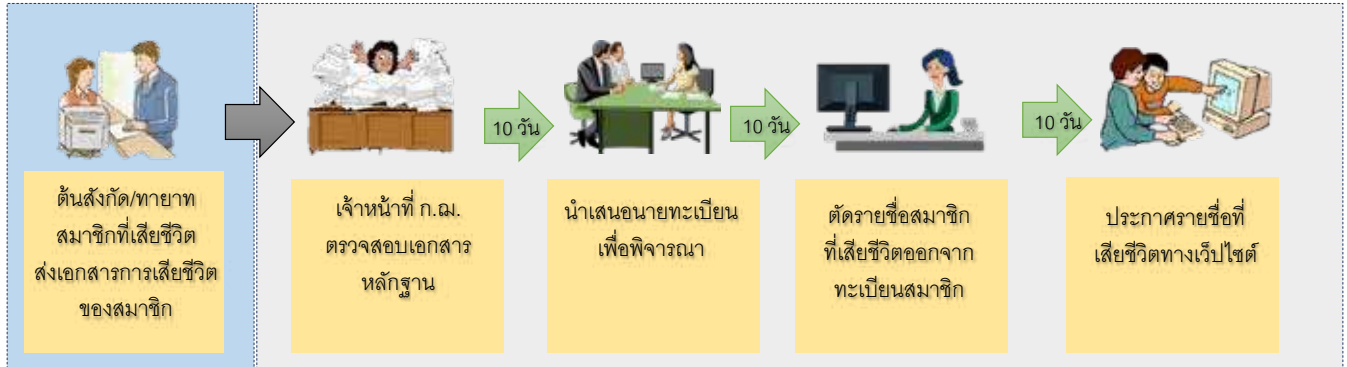 10 วัน
10 วัน
10 วัน
ต้นสังกัด/ทายาท
สมาชิกที่เสียชีวิต
ส่งเอกสารการเสียชีวิต
ของสมาชิก
เจ้าหน้าที่ ก.ฌ.
ตรวจสอบเอกสาร
หลักฐาน
นำเสนอนายทะเบียน
เพื่อพิจารณา
ตัดรายชื่อสมาชิก
ที่เสียชีวิตออกจาก
ทะเบียนสมาชิก
ประกาศรายชื่อที่
เสียชีวิตทางเว็ปไซต์